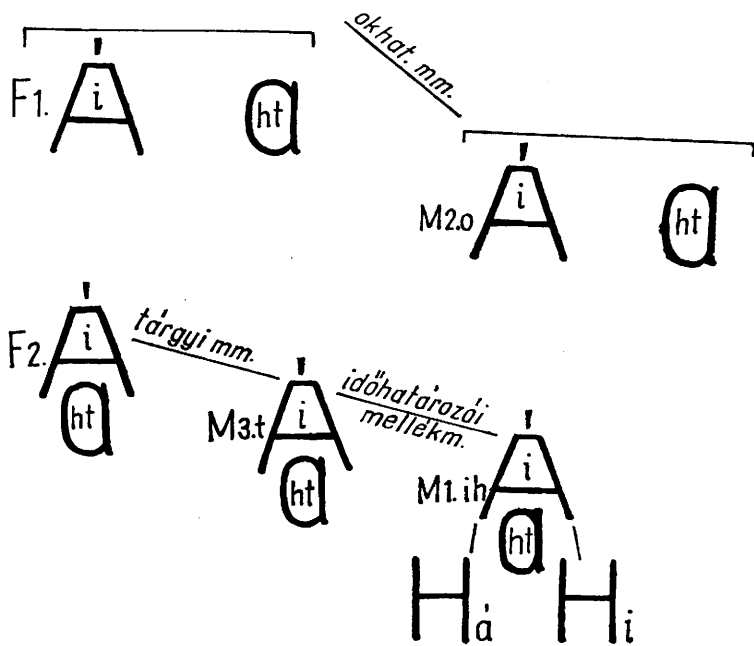 okhat. mm.
F1. Á i a ht
M2.o Á i a ht
F2. Á i
a ht
tárgyi mm.
M3.t Á i
a ht
időhatározói
mellékm.
M1.ih Á i
a ht
H á H i